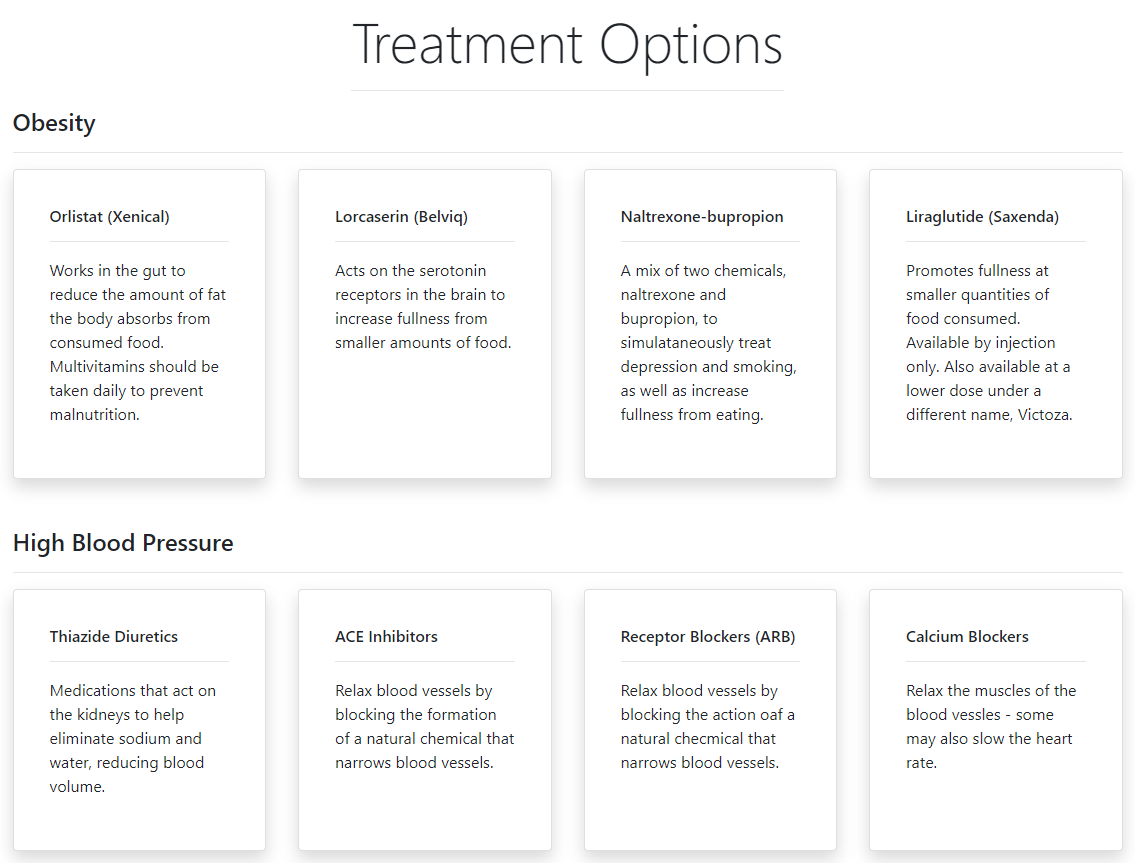 Treatment Options
Obesity
Orlistat (Xenical)
Works in the gut to
reduce the amount of fat
the body absorbs from
consumed food.
Multivitamins should be
taken daily to prevent
malnutrition.
Lorcaserin (Belviq)
Acts on the serotonin
receptors in the brain to
increase fullness from
smaller amounts of food.
Naltrexone-bupropion
A mix of two chemicals,
naltrexone and
bupropion, to
simulataneously treat
depression and smoking,
as well as increase
fullness from eating.
Liraglutide (Saxenda)
Promotes fullness at
smaller quantities of
food consumed.
Available by injection
only. Also available at a
lower dose under a
different name, Victoza.
High Blood Pressure
Thiazide Diuretics
Medications that act on
the kidneys to help
eliminate sodium and
water, reducing blood
volume.
ACE Inhibitors
Relax blood vessels by
blocking the formation
of a natural chemical that
narrows blood vessels.
Receptor Blockers (ARB)
Relax blood vessels by
blocking the action oaf a
natural checmical that
narrows blood vessels.
Calcium Blockers
Relax the muscles of the
blood vessles - some
may also slow the heart
rate.